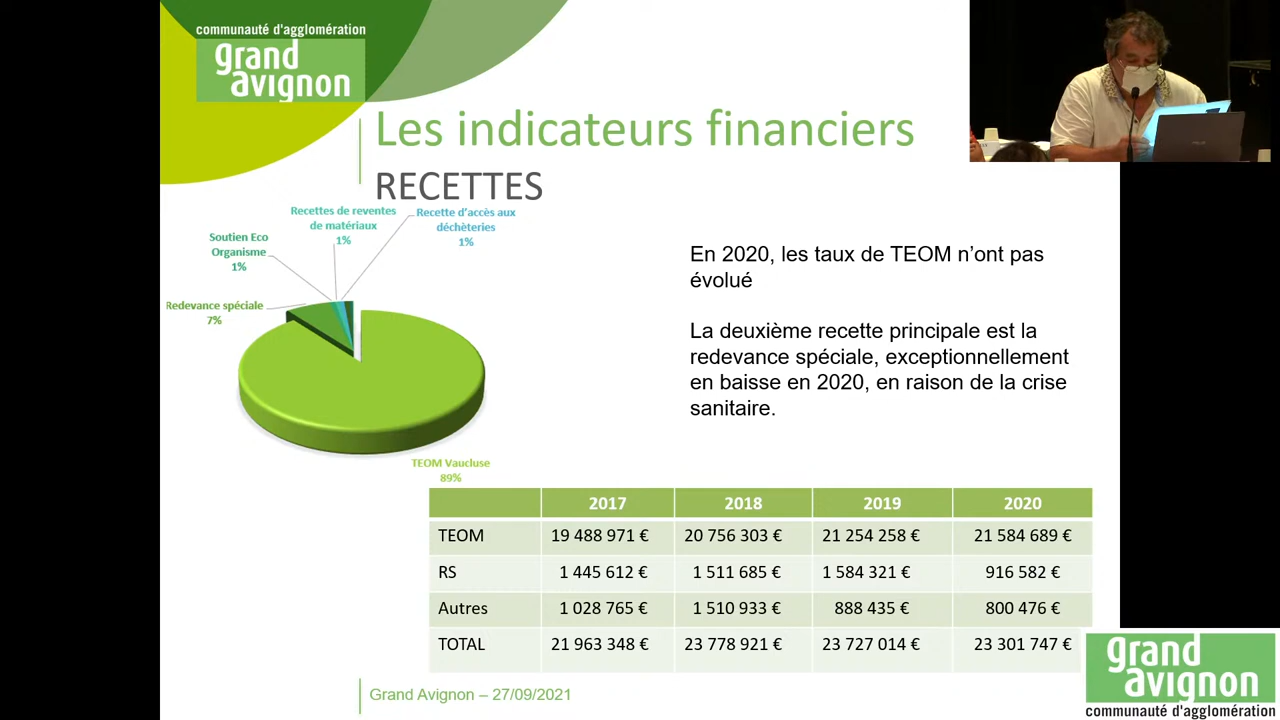 communauté d'agglomération
grand
avignon
Les indicateurs financiers
RECETTES
Recettes de reventes
de matériaux
1%
Recette d'accès aux
déchèteries
1%
Soutien Eco
Organisme
1%
Redevance spéciale
7%
TEOM Vaucluse
89%
En 2020, les taux de TEOM n'ont pas
évolué
La deuxième recette principale est la
redevance spéciale, exceptionnellement
en baisse en 2020, en raison de la crise
sanitaire.
2017 2018 2019 2020
TEOM 19 488 971 € 20 756 303 € 21 254 258 € 21 584 689 €
RS 1 445 612 € 1 511 685 € 1 584 321 € 916 582 €
Autres 1 028 765 € 1 510 933 € 888 435 € 800 476 €
TOTAL 21 963 348 € 23 778 921 € 23 727 014 € 23 301 747 €
Grand Avignon – 27/09/2021
grand
avignon
communauté d'agglomération